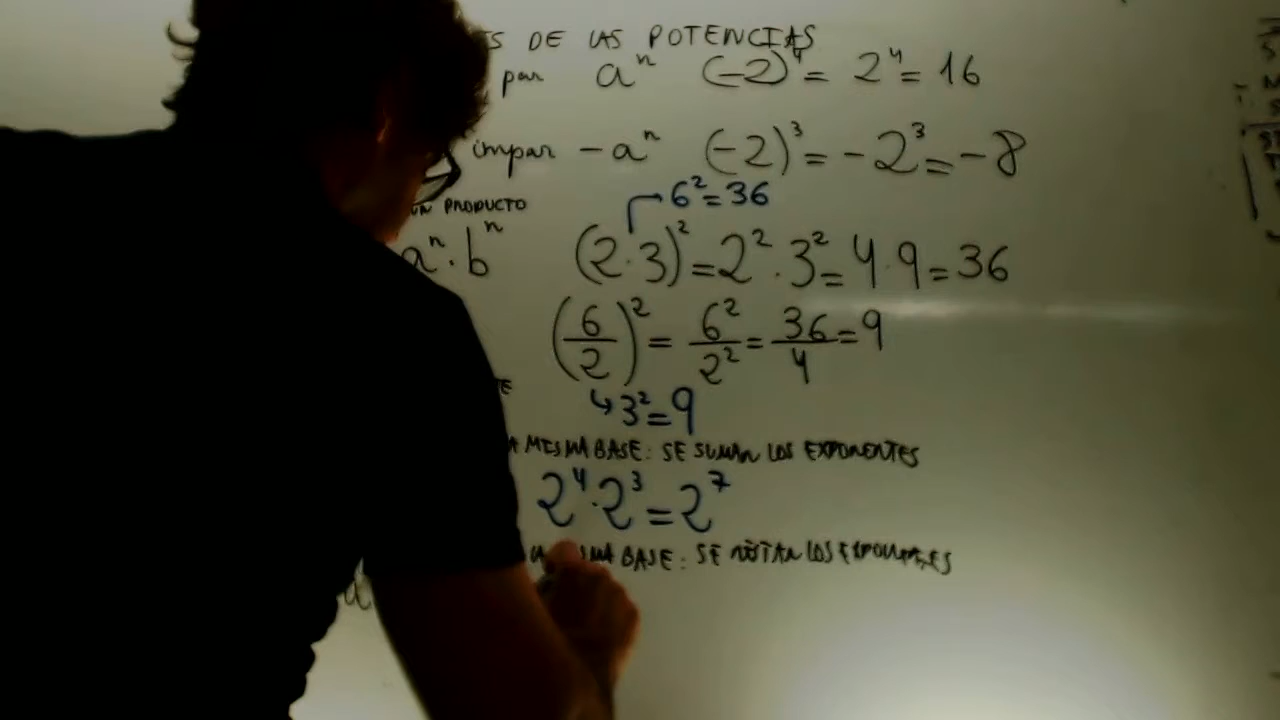 DE LAS POTENCIAS
par aⁿ (-2)⁴ = 2⁴ = 16
impar -aⁿ (-2)³ = -2³ = -8
6² = 36
UN PRODUCTO
aⁿ · bⁿ (2 · 3)² = 2² · 3² = 4 · 9 = 36
(6/2)² = 6²/2² = 36/4 = 9
↳ 3² = 9
MISMA BASE: SE SUMAN LOS EXPONENTES
2⁴ · 2³ = 2⁷
BASE: SE LOS EXPONENTES